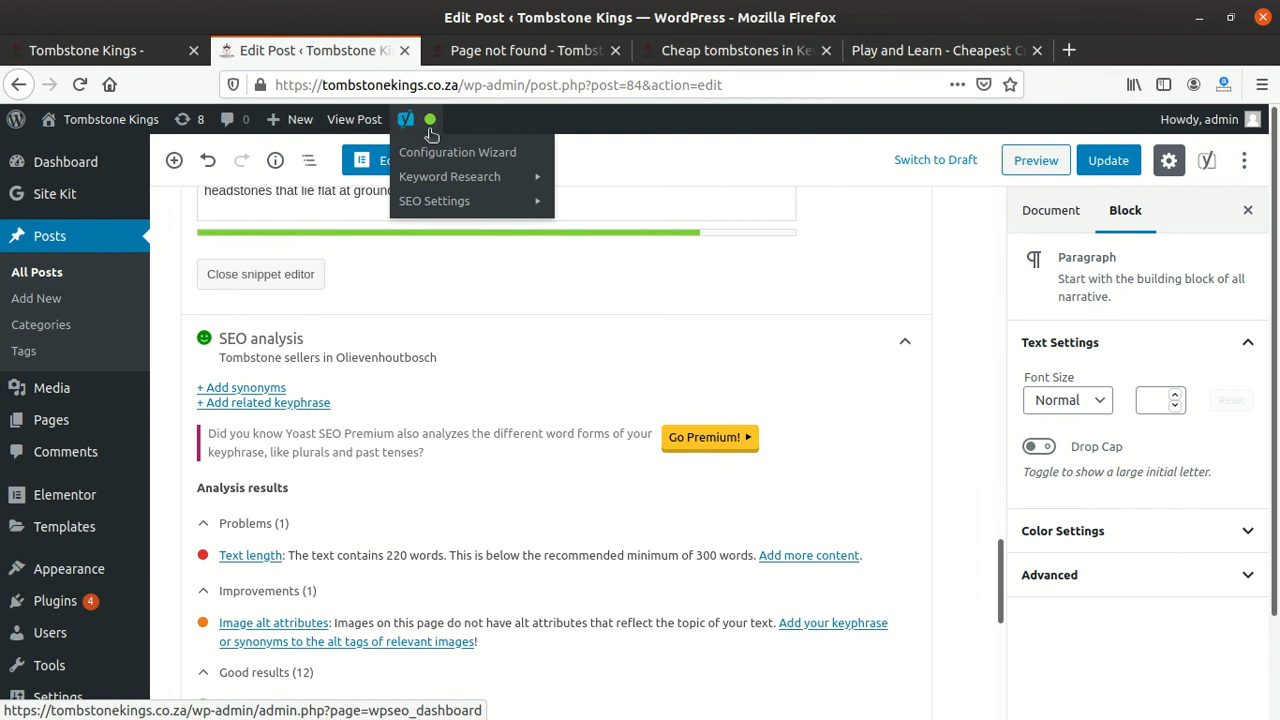 Edit Post ‹ Tombstone Kings — WordPress - Mozilla Firefox
Tombstone Kings -
Edit Post ‹ Tombstone Ki
Page not found - Tombst
Cheap tombstones in Ke
Play and Learn - Cheapest C
https://tombstonekings.co.za/wp-admin/post.php?post=84&action=edit
Tombstone Kings
8
0
New
View Post
Howdy, admin
Configuration Wizard
Keyword Research
SEO Settings
Dashboard
Site Kit
Posts
All Posts
Add New
Categories
Tags
Media
Pages
Comments
Elementor
Templates
Appearance
Plugins 4
Users
Tools
Settings
Switch to Draft
Preview
Update
headstones that lie flat at ground
Close snippet editor
SEO analysis
Tombstone sellers in Olievenhoutbosch
+ Add synonyms
+ Add related keyphrase
Did you know Yoast SEO Premium also analyzes the different word forms of your
keyphrase, like plurals and past tenses?
Go Premium!
Analysis results
Problems (1)
Text length: The text contains 220 words. This is below the recommended minimum of 300 words. Add more content.
Improvements (1)
Image alt attributes: Images on this page do not have alt attributes that reflect the topic of your text. Add your keyphrase
or synonyms to the alt tags of relevant images!
Good results (12)
Document
Block
Paragraph
Start with the building block of all
narrative.
Text Settings
Font Size
Normal
Reset
Drop Cap
Toggle to show a large initial letter.
Color Settings
Advanced
https://tombstonekings.co.za/wp-admin/admin.php?page=wpseo_dashboard